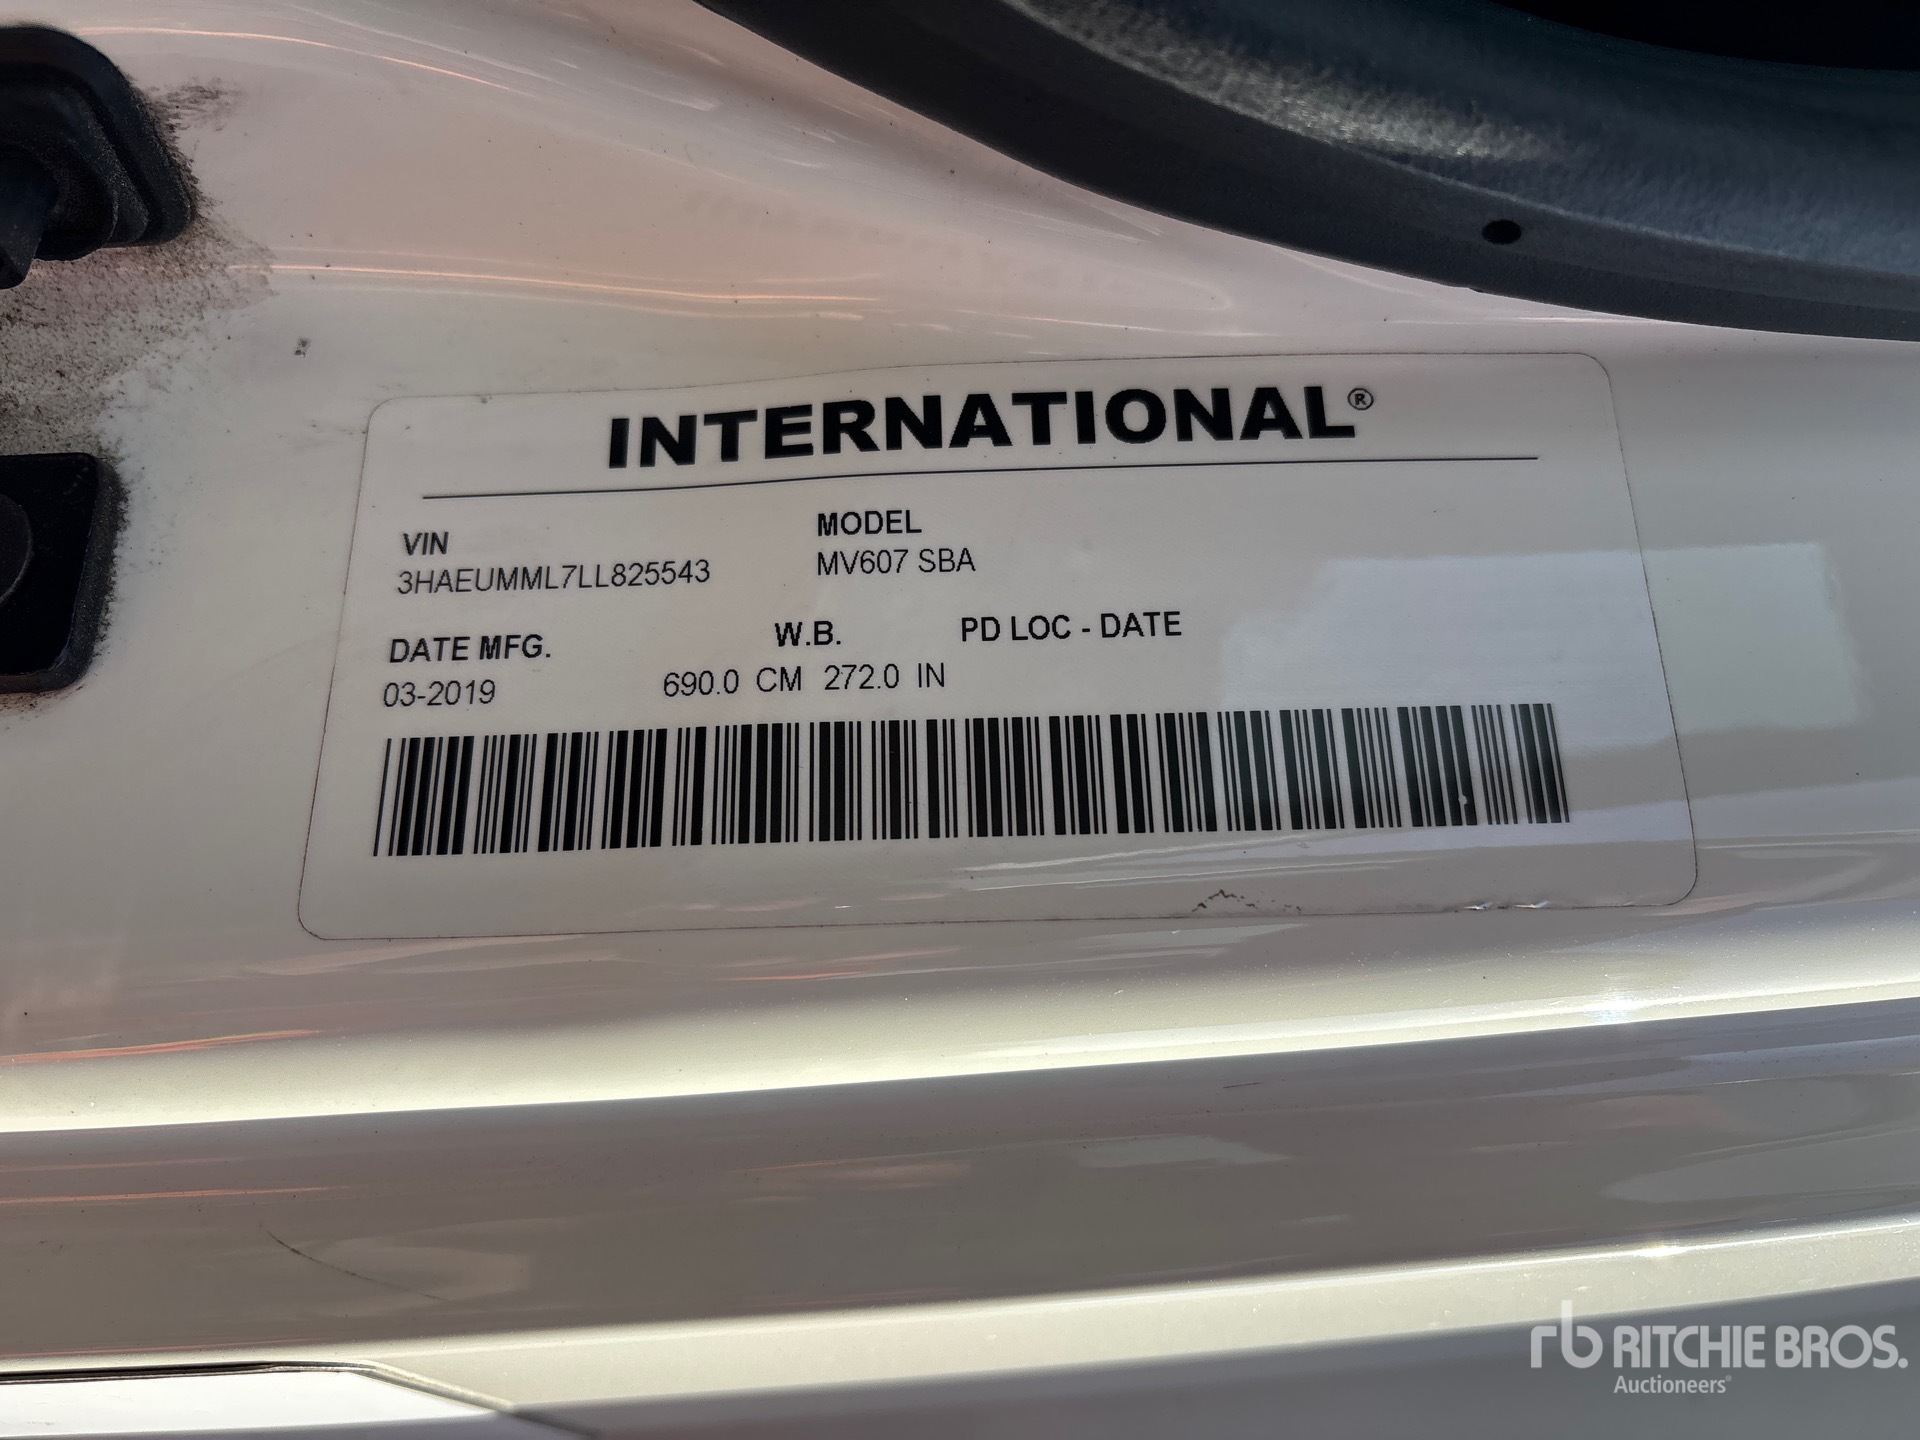 INTERNATIONAL®
VIN
3HAEUMML7LL825543
MODEL
MV607 SBA
DATE MFG.
03-2019
W.B.
690.0 CM 272.0 IN
PD LOC - DATE
rb RITCHIE BROS.
Auctioneers®